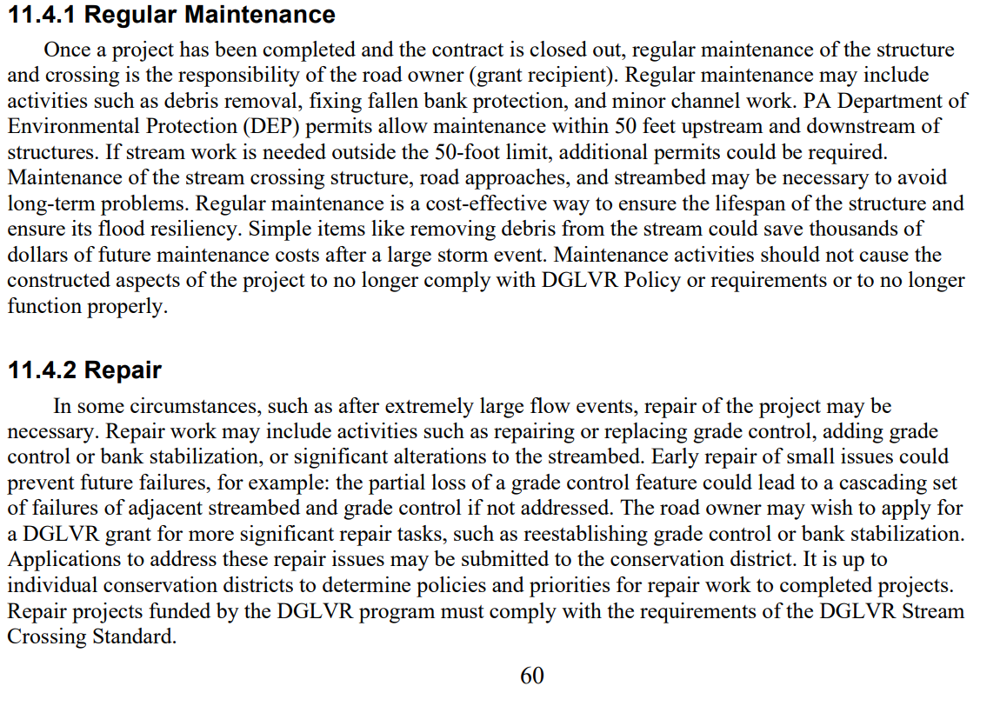 11.4.1 Regular Maintenance
Once a project has been completed and the contract is closed out, regular maintenance of the structure
and crossing is the responsibility of the road owner (grant recipient). Regular maintenance may include
activities such as debris removal, fixing fallen bank protection, and minor channel work. PA Department of
Environmental Protection (DEP) permits allow maintenance within 50 feet upstream and downstream of
structures. If stream work is needed outside the 50-foot limit, additional permits could be required.
Maintenance of the stream crossing structure, road approaches, and streambed may be necessary to avoid
long-term problems. Regular maintenance is a cost-effective way to ensure the lifespan of the structure and
ensure its flood resiliency. Simple items like removing debris from the stream could save thousands of
dollars of future maintenance costs after a large storm event. Maintenance activities should not cause the
constructed aspects of the project to no longer comply with DGLVR Policy or requirements or to no longer
function properly.
11.4.2 Repair
In some circumstances, such as after extremely large flow events, repair of the project may be
necessary. Repair work may include activities such as repairing or replacing grade control, adding grade
control or bank stabilization, or significant alterations to the streambed. Early repair of small issues could
prevent future failures, for example: the partial loss of a grade control feature could lead to a cascading set
of failures of adjacent streambed and grade control if not addressed. The road owner may wish to apply for
a DGLVR grant for more significant repair tasks, such as reestablishing grade control or bank stabilization.
Applications to address these repair issues may be submitted to the conservation district. It is up to
individual conservation districts to determine policies and priorities for repair work to completed projects.
Repair projects funded by the DGLVR program must comply with the requirements of the DGLVR Stream
Crossing Standard.
60